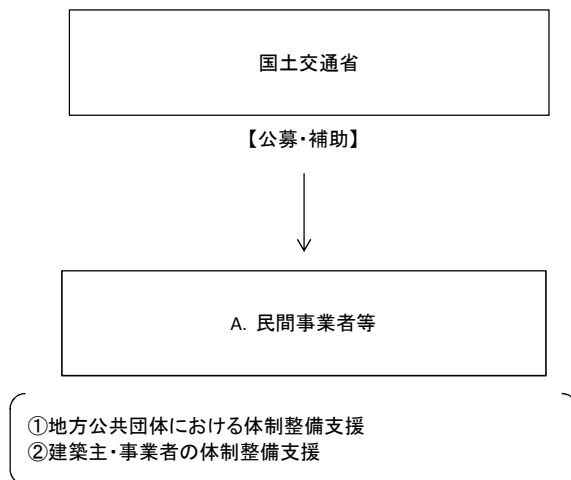 国土交通省
【公募・補助】
A. 民間事業者等
①地方公共団体における体制整備支援
②建築主・事業者の体制整備支援